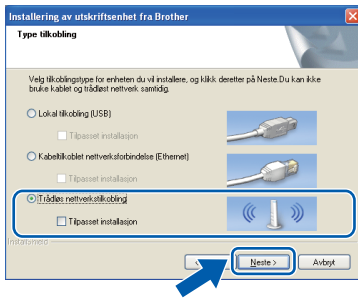 Installering av utskriftsenhet fra Brother
Type tilkobling
Velg tilkoblingstype for enheten du vil installere, og klikk deretter på Neste.Du kan ikke
bruke kablet og trådløst nettverk samtidig.
Lokal tilkobling (USB)
Tilpasset installasjon
Kabeltilkoblet nettverksforbindelse (Ethernet)
Tilpasset installasjon
Trådløs nettverkstilkobling
Tilpasset installasjon
InstallShield
< Neste > Avbryt